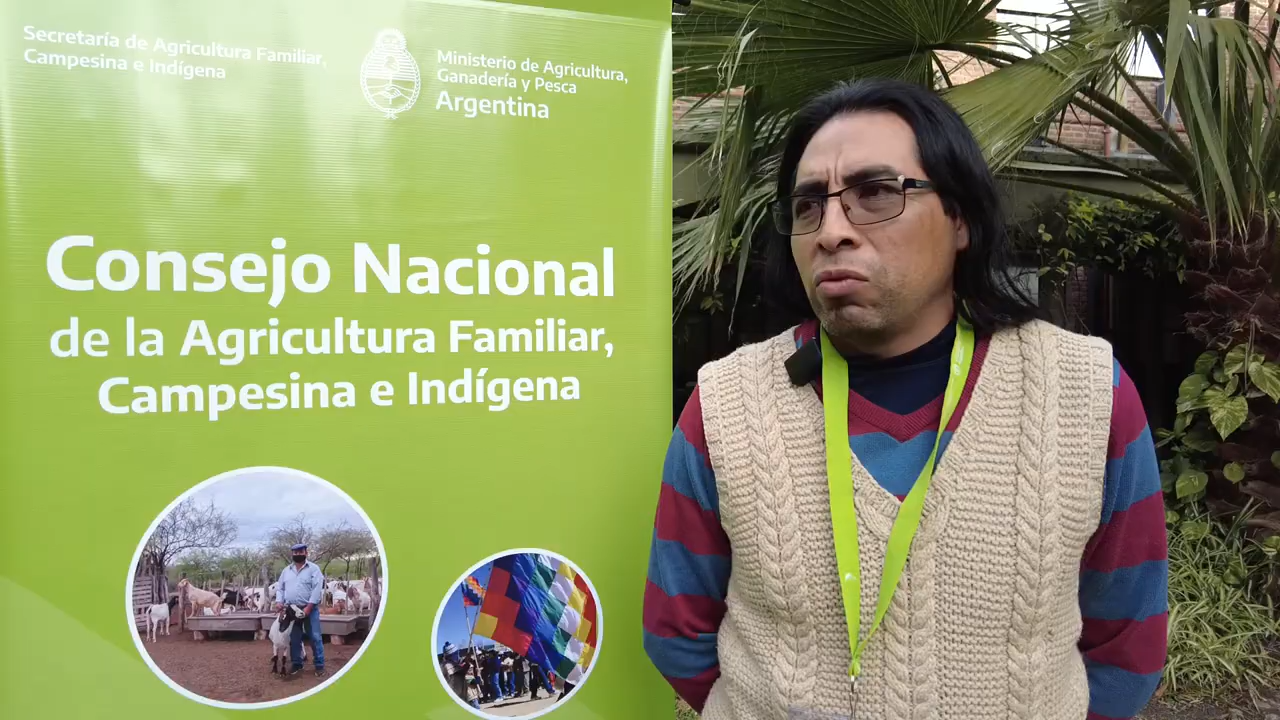 Secretaría de Agricultura Familiar,
Campesina e Indígena
Ministerio de Agricultura,
Ganadería y Pesca
Argentina
Consejo Nacional
de la Agricultura Familiar,
Campesina e Indígena